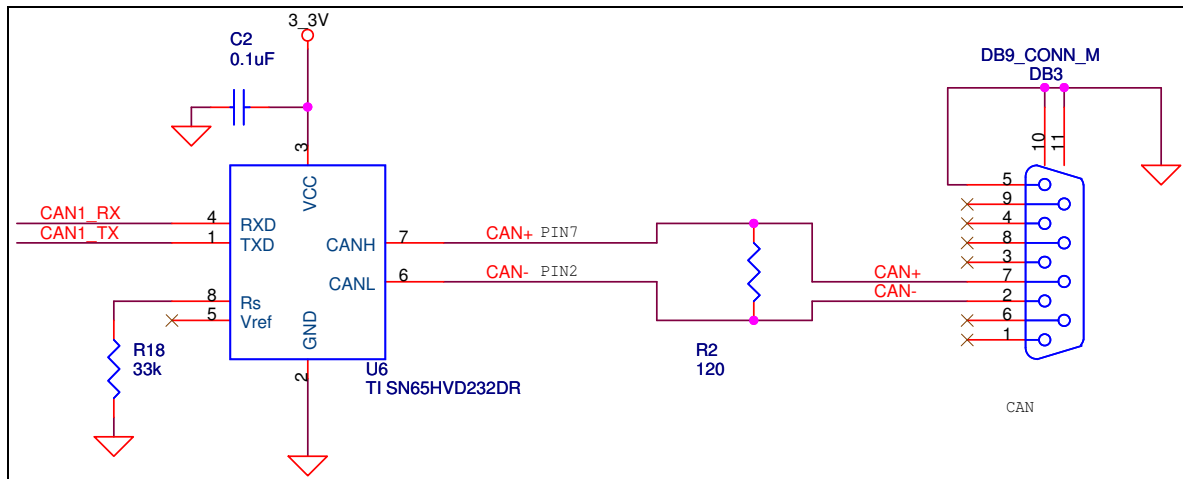 3_3V
C2
0.1uF
DB9_CONN_M
DB3
3
10
11
VCC
5
9
CAN1_RX
4
RXD
4
CAN1_TX
1
TXD
CANH
7
CAN+ PIN7
8
3
CANL
6
CAN- PIN2
CAN+
7
CAN-
2
8
Rs
5
Vref
GND
6
1
R18
33k
R2
120
2
U6
TI SN65HVD232DR
CAN